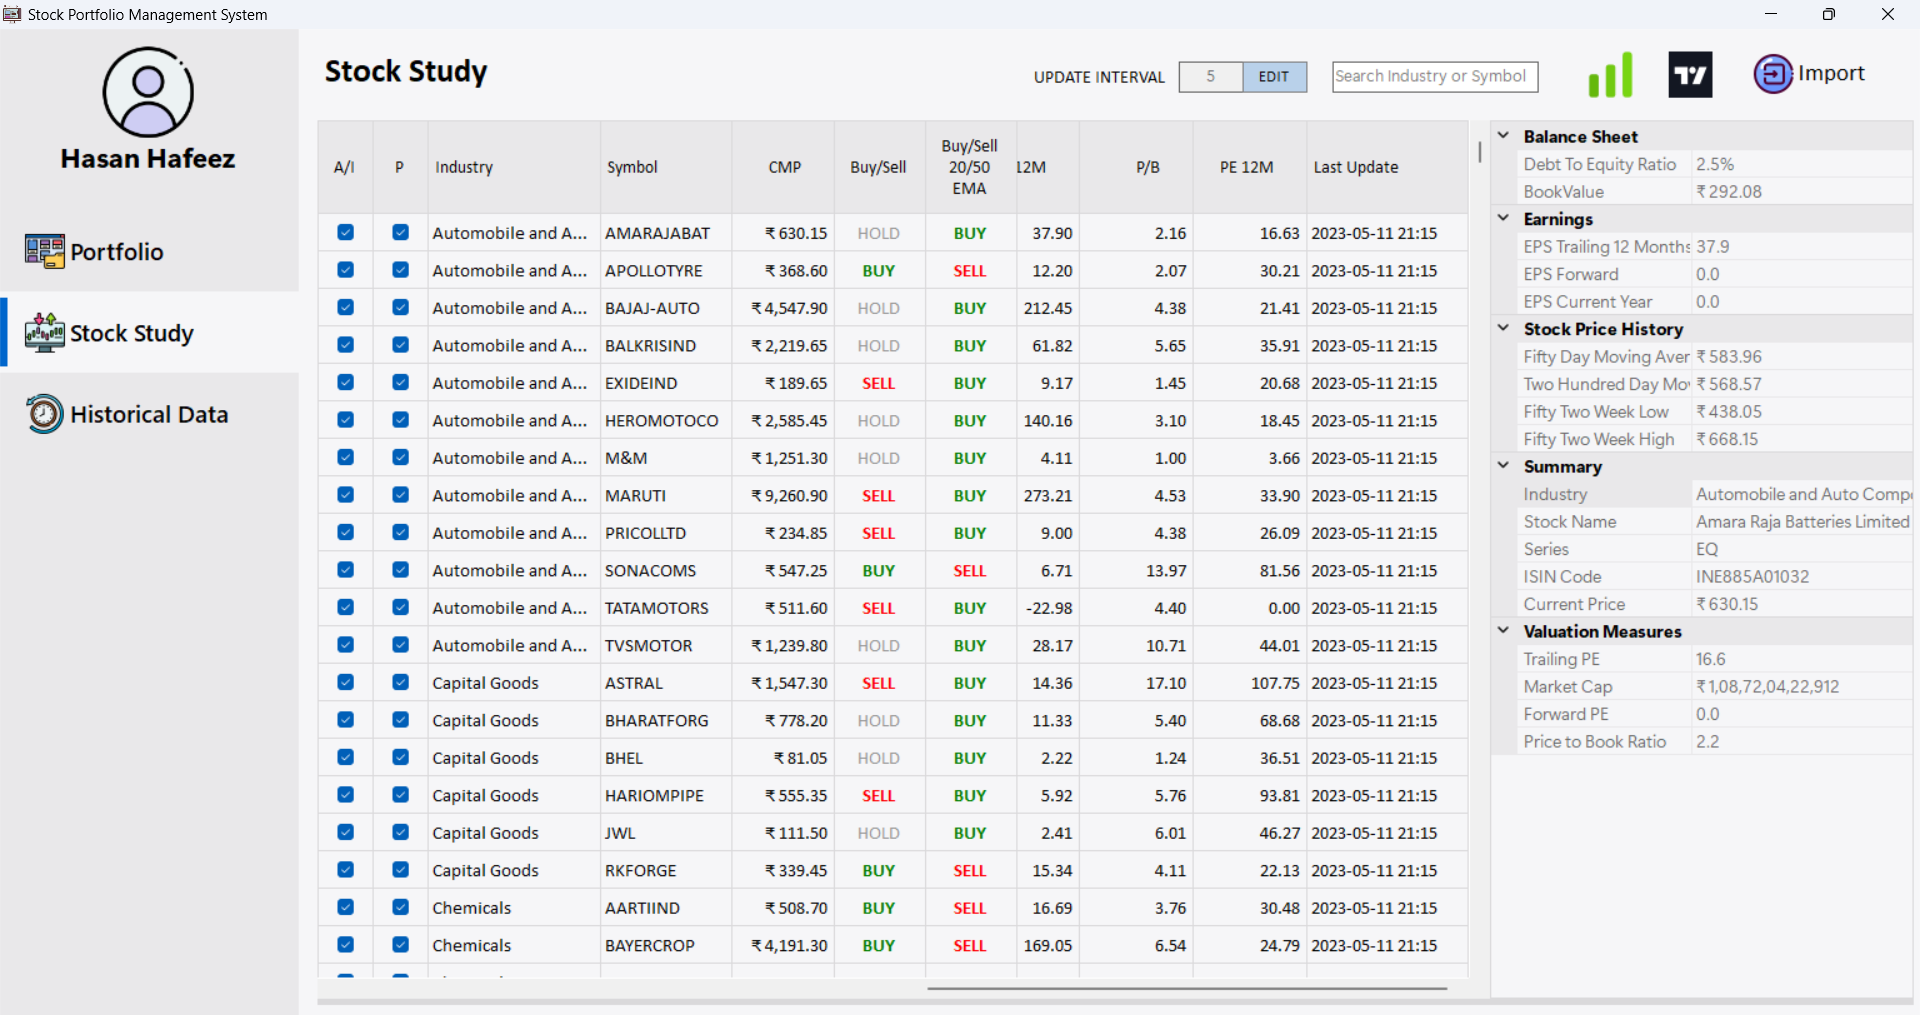 Stock Portfolio Management System
Hasan Hafeez
Portfolio
Stock Study
Historical Data
Stock Study
UPDATE INTERVAL 5 EDIT Search Industry or Symbol Import
A/I P Industry Symbol CMP Buy/Sell Buy/Sell 20/50 EMA 12M P/B PE 12M Last Update
Automobile and A... AMARAJABAT ₹ 630.15 HOLD BUY 37.90 2.16 16.63 2023-05-11 21:15
Automobile and A... APOLLOTYRE ₹ 368.60 BUY SELL 12.20 2.07 30.21 2023-05-11 21:15
Automobile and A... BAJAJ-AUTO ₹ 4,547.90 HOLD BUY 212.45 4.38 21.41 2023-05-11 21:15
Automobile and A... BALKRISIND ₹ 2,219.65 HOLD BUY 61.82 5.65 35.91 2023-05-11 21:15
Automobile and A... EXIDEIND ₹ 189.65 SELL BUY 9.17 1.45 20.68 2023-05-11 21:15
Automobile and A... HEROMOTOCO ₹ 2,585.45 HOLD BUY 140.16 3.10 18.45 2023-05-11 21:15
Automobile and A... M&M ₹ 1,251.30 HOLD BUY 4.11 1.00 3.66 2023-05-11 21:15
Automobile and A... MARUTI ₹ 9,260.90 SELL BUY 273.21 4.53 33.90 2023-05-11 21:15
Automobile and A... PRICOLLTD ₹ 234.85 SELL BUY 9.00 4.38 26.09 2023-05-11 21:15
Automobile and A... SONACOMS ₹ 547.25 BUY SELL 6.71 13.97 81.56 2023-05-11 21:15
Automobile and A... TATAMOTORS ₹ 511.60 SELL BUY -22.98 4.40 0.00 2023-05-11 21:15
Automobile and A... TVSMOTOR ₹ 1,239.80 HOLD BUY 28.17 10.71 44.01 2023-05-11 21:15
Capital Goods ASTRAL ₹ 1,547.30 SELL BUY 14.36 17.10 107.75 2023-05-11 21:15
Capital Goods BHARATFORG ₹ 778.20 HOLD BUY 11.33 5.40 68.68 2023-05-11 21:15
Capital Goods BHEL ₹ 81.05 HOLD BUY 2.22 1.24 36.51 2023-05-11 21:15
Capital Goods HARIOMPIPE ₹ 555.35 SELL BUY 5.92 5.76 93.81 2023-05-11 21:15
Capital Goods JWL ₹ 111.50 HOLD BUY 2.41 6.01 46.27 2023-05-11 21:15
Capital Goods RKFORGE ₹ 339.45 BUY SELL 15.34 4.11 22.13 2023-05-11 21:15
Chemicals AARTIIND ₹ 508.70 BUY SELL 16.69 3.76 30.48 2023-05-11 21:15
Chemicals BAYERCROP ₹ 4,191.30 BUY SELL 169.05 6.54 24.79 2023-05-11 21:15
Balance Sheet
Debt To Equity Ratio 2.5%
BookValue ₹ 292.08
Earnings
EPS Trailing 12 Months 37.9
EPS Forward 0.0
EPS Current Year 0.0
Stock Price History
Fifty Day Moving Aver ₹ 583.96
Two Hundred Day Mov ₹ 568.57
Fifty Two Week Low ₹ 438.05
Fifty Two Week High ₹ 668.15
Summary
Industry Automobile and Auto Comp
Stock Name Amara Raja Batteries Limited
Series EQ
ISIN Code INE885A01032
Current Price ₹ 630.15
Valuation Measures
Trailing PE 16.6
Market Cap ₹ 1,08,72,04,22,912
Forward PE 0.0
Price to Book Ratio 2.2